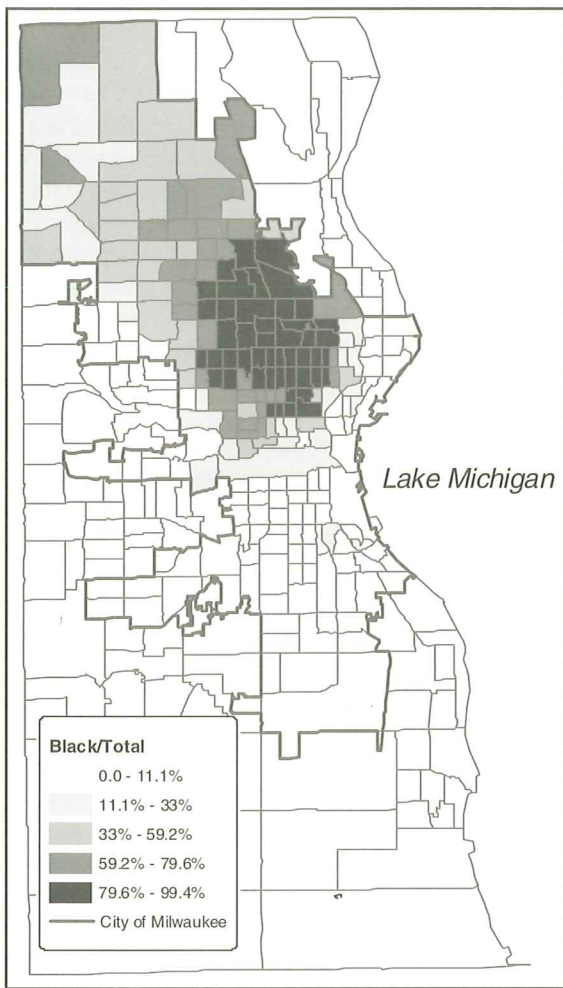 Lake Michigan
Black/Total
0.0 - 11.1%
11.1% - 33%
33% - 59.2%
59.2% - 79.6%
79.6% - 99.4%
City of Milwaukee